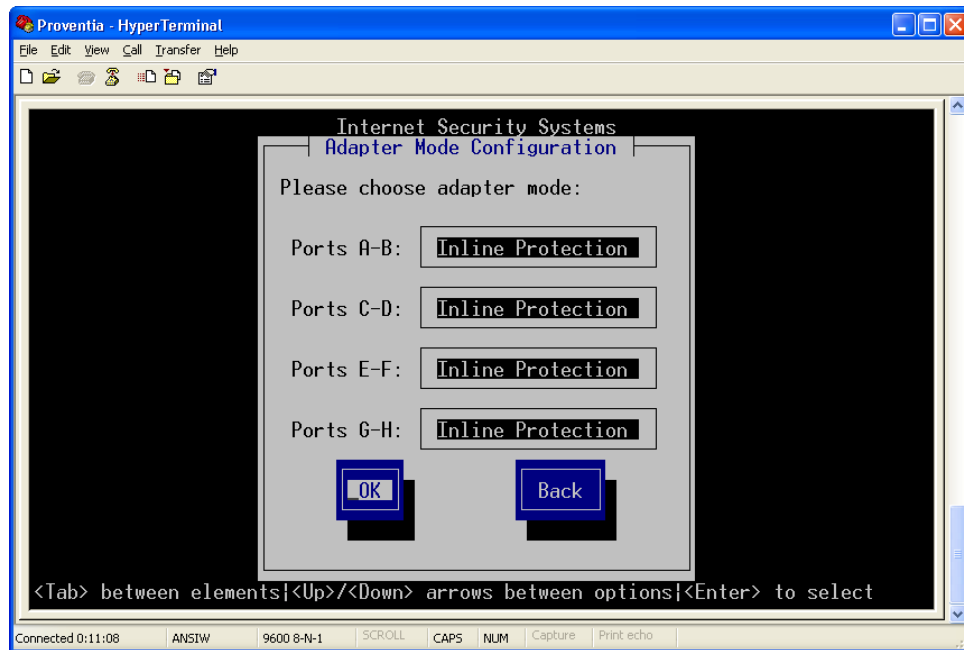 Proventia - HyperTerminal
File Edit View Call Transfer Help
Internet Security Systems
Adapter Mode Configuration
Please choose adapter mode:
Ports A-B: Inline Protection
Ports C-D: Inline Protection
Ports E-F: Inline Protection
Ports G-H: Inline Protection
OK Back
<Tab> between elements|<Up>/<Down> arrows between options|<Enter> to select
Connected 0:11:08 ANSIW 9600 8-N-1 SCROLL CAPS NUM Capture Print echo